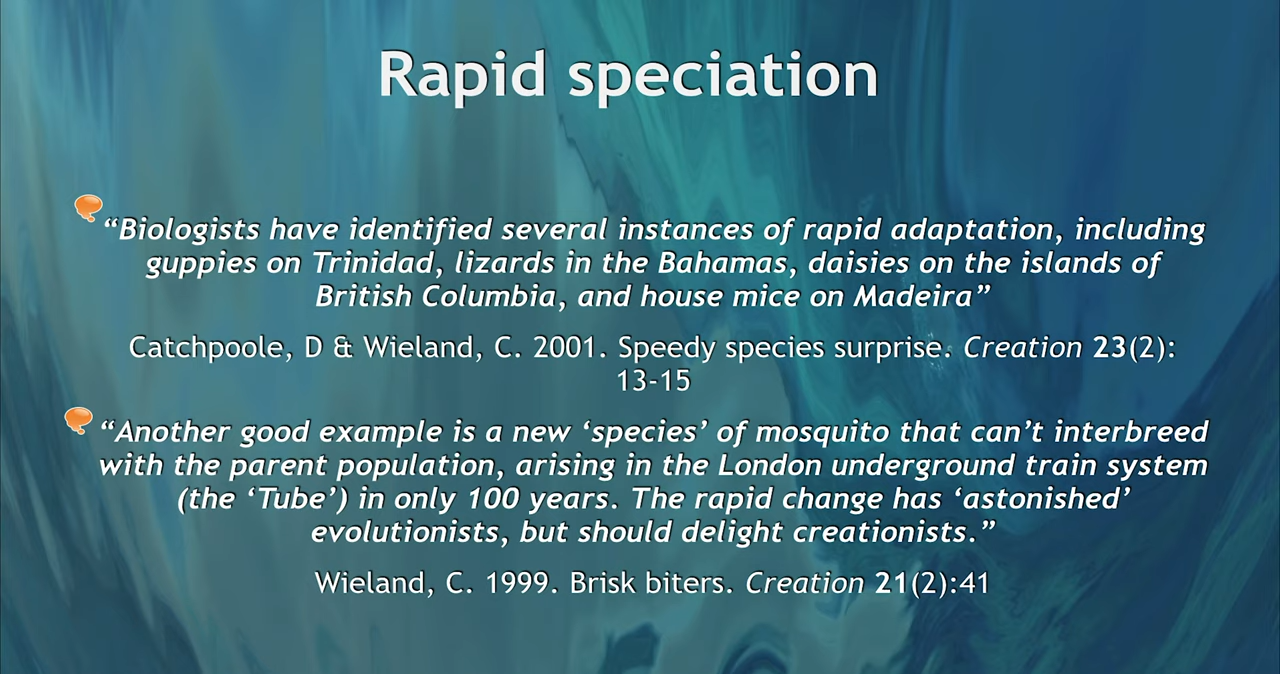 Rapid speciation
“Biologists have identified several instances of rapid adaptation, including
guppies on Trinidad, lizards in the Bahamas, daisies on the islands of
British Columbia, and house mice on Madeira”
Catchpoole, D & Wieland, C. 2001. Speedy species surprise. Creation 23(2):
13-15
“Another good example is a new ‘species’ of mosquito that can’t interbreed
with the parent population, arising in the London underground train system
(the ‘Tube’) in only 100 years. The rapid change has ‘astonished’
evolutionists, but should delight creationists.”
Wieland, C. 1999. Brisk biters. Creation 21(2):41